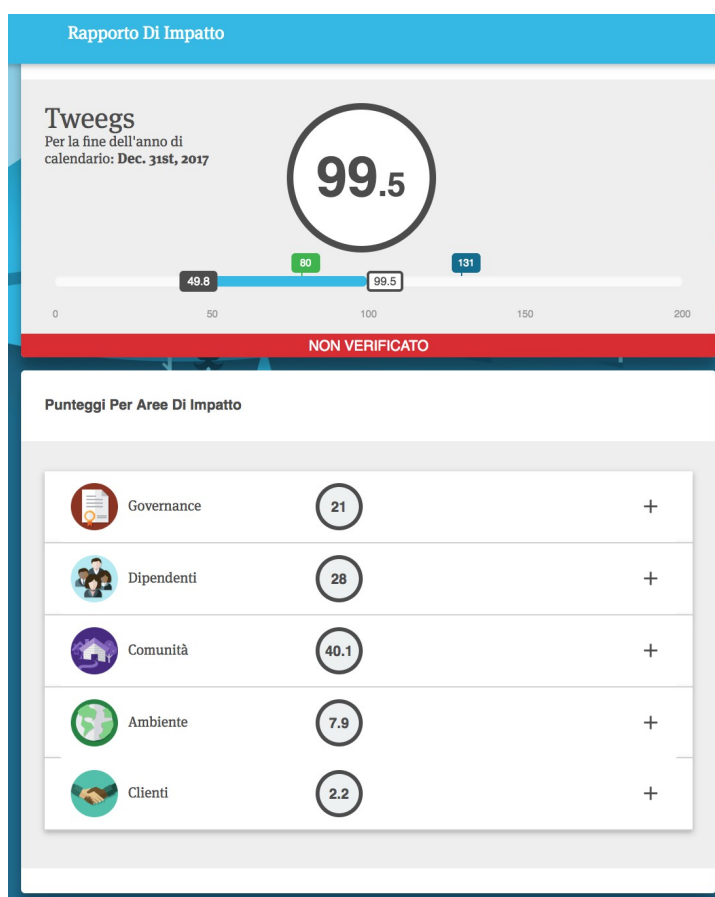 Rapporto Di Impatto
Tweegs
Per la fine dell'anno di
calendario: Dec. 31st, 2017
99.5
80
131
49.8
99.5
0 50 100 150 200
NON VERIFICATO
Punteggi Per Aree Di Impatto
Governance 21 +
Dipendenti 28 +
Comunità 40.1 +
Ambiente 7.9 +
Clienti 2.2 +